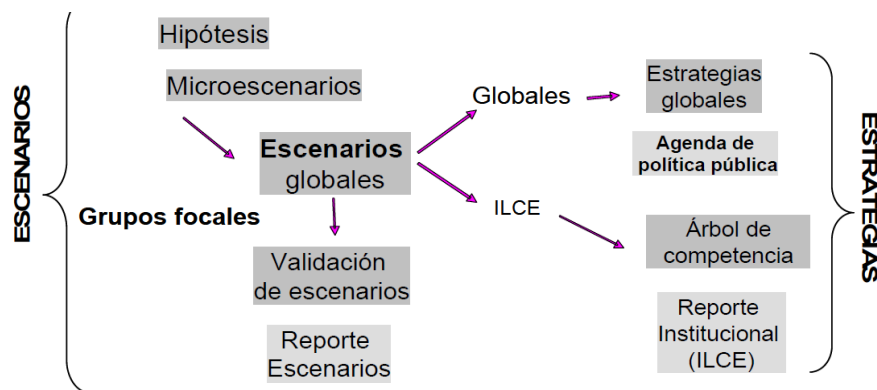 ESCENARIOS
Hipótesis
Microescenarios
Escenarios
globales
Grupos focales
Validación
de escenarios
Reporte
Escenarios
Globales
ILCE
Estrategias
globales
Agenda de
política pública
Árbol de
competencia
Reporte
Institucional
(ILCE)
ESTRATEGIAS